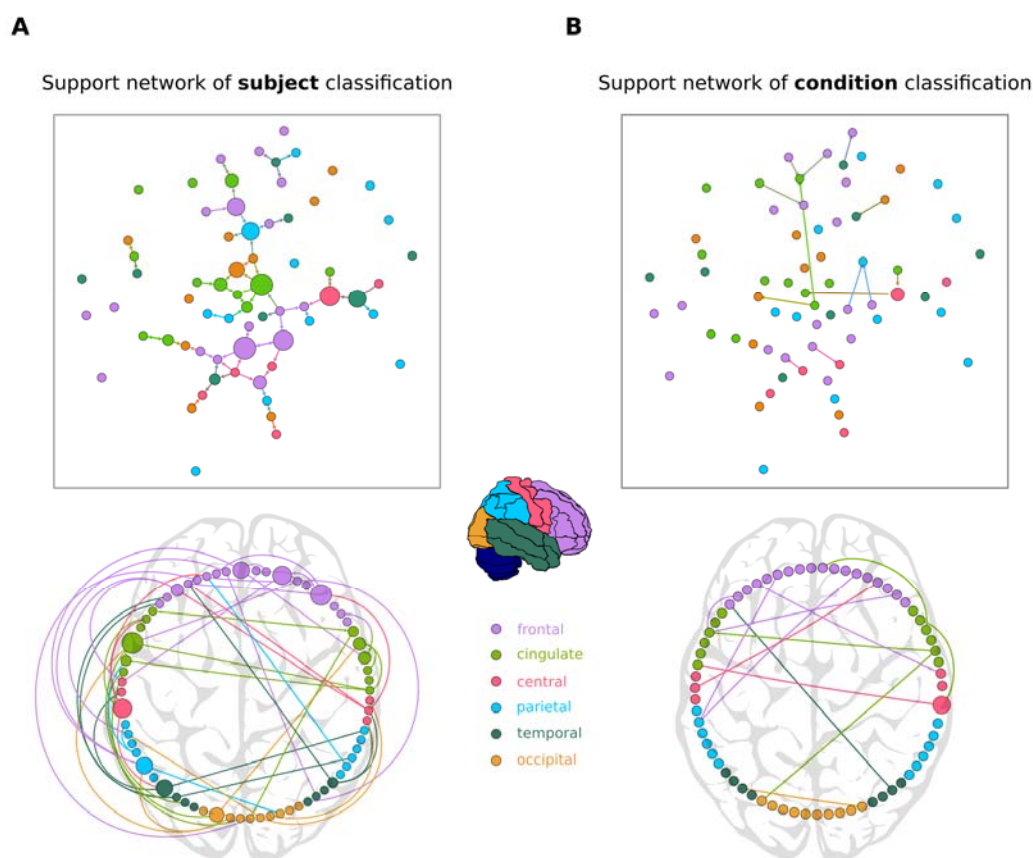 A
B
Support network of subject classification
Support network of condition classification
frontal
cingulate
central
parietal
temporal
occipital